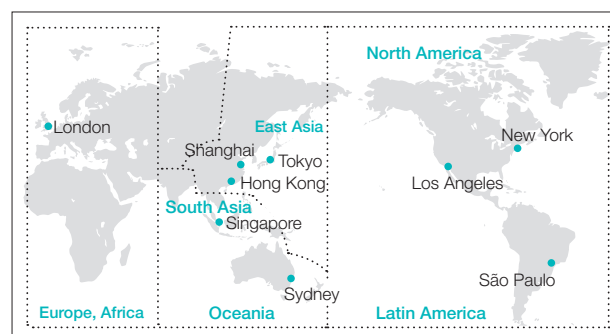 North America
London
East Asia
New York
Shanghai
Tokyo
Los Angeles
Hong Kong
South Asia
Singapore
São Paulo
Sydney
Europe, Africa
Oceania
Latin America